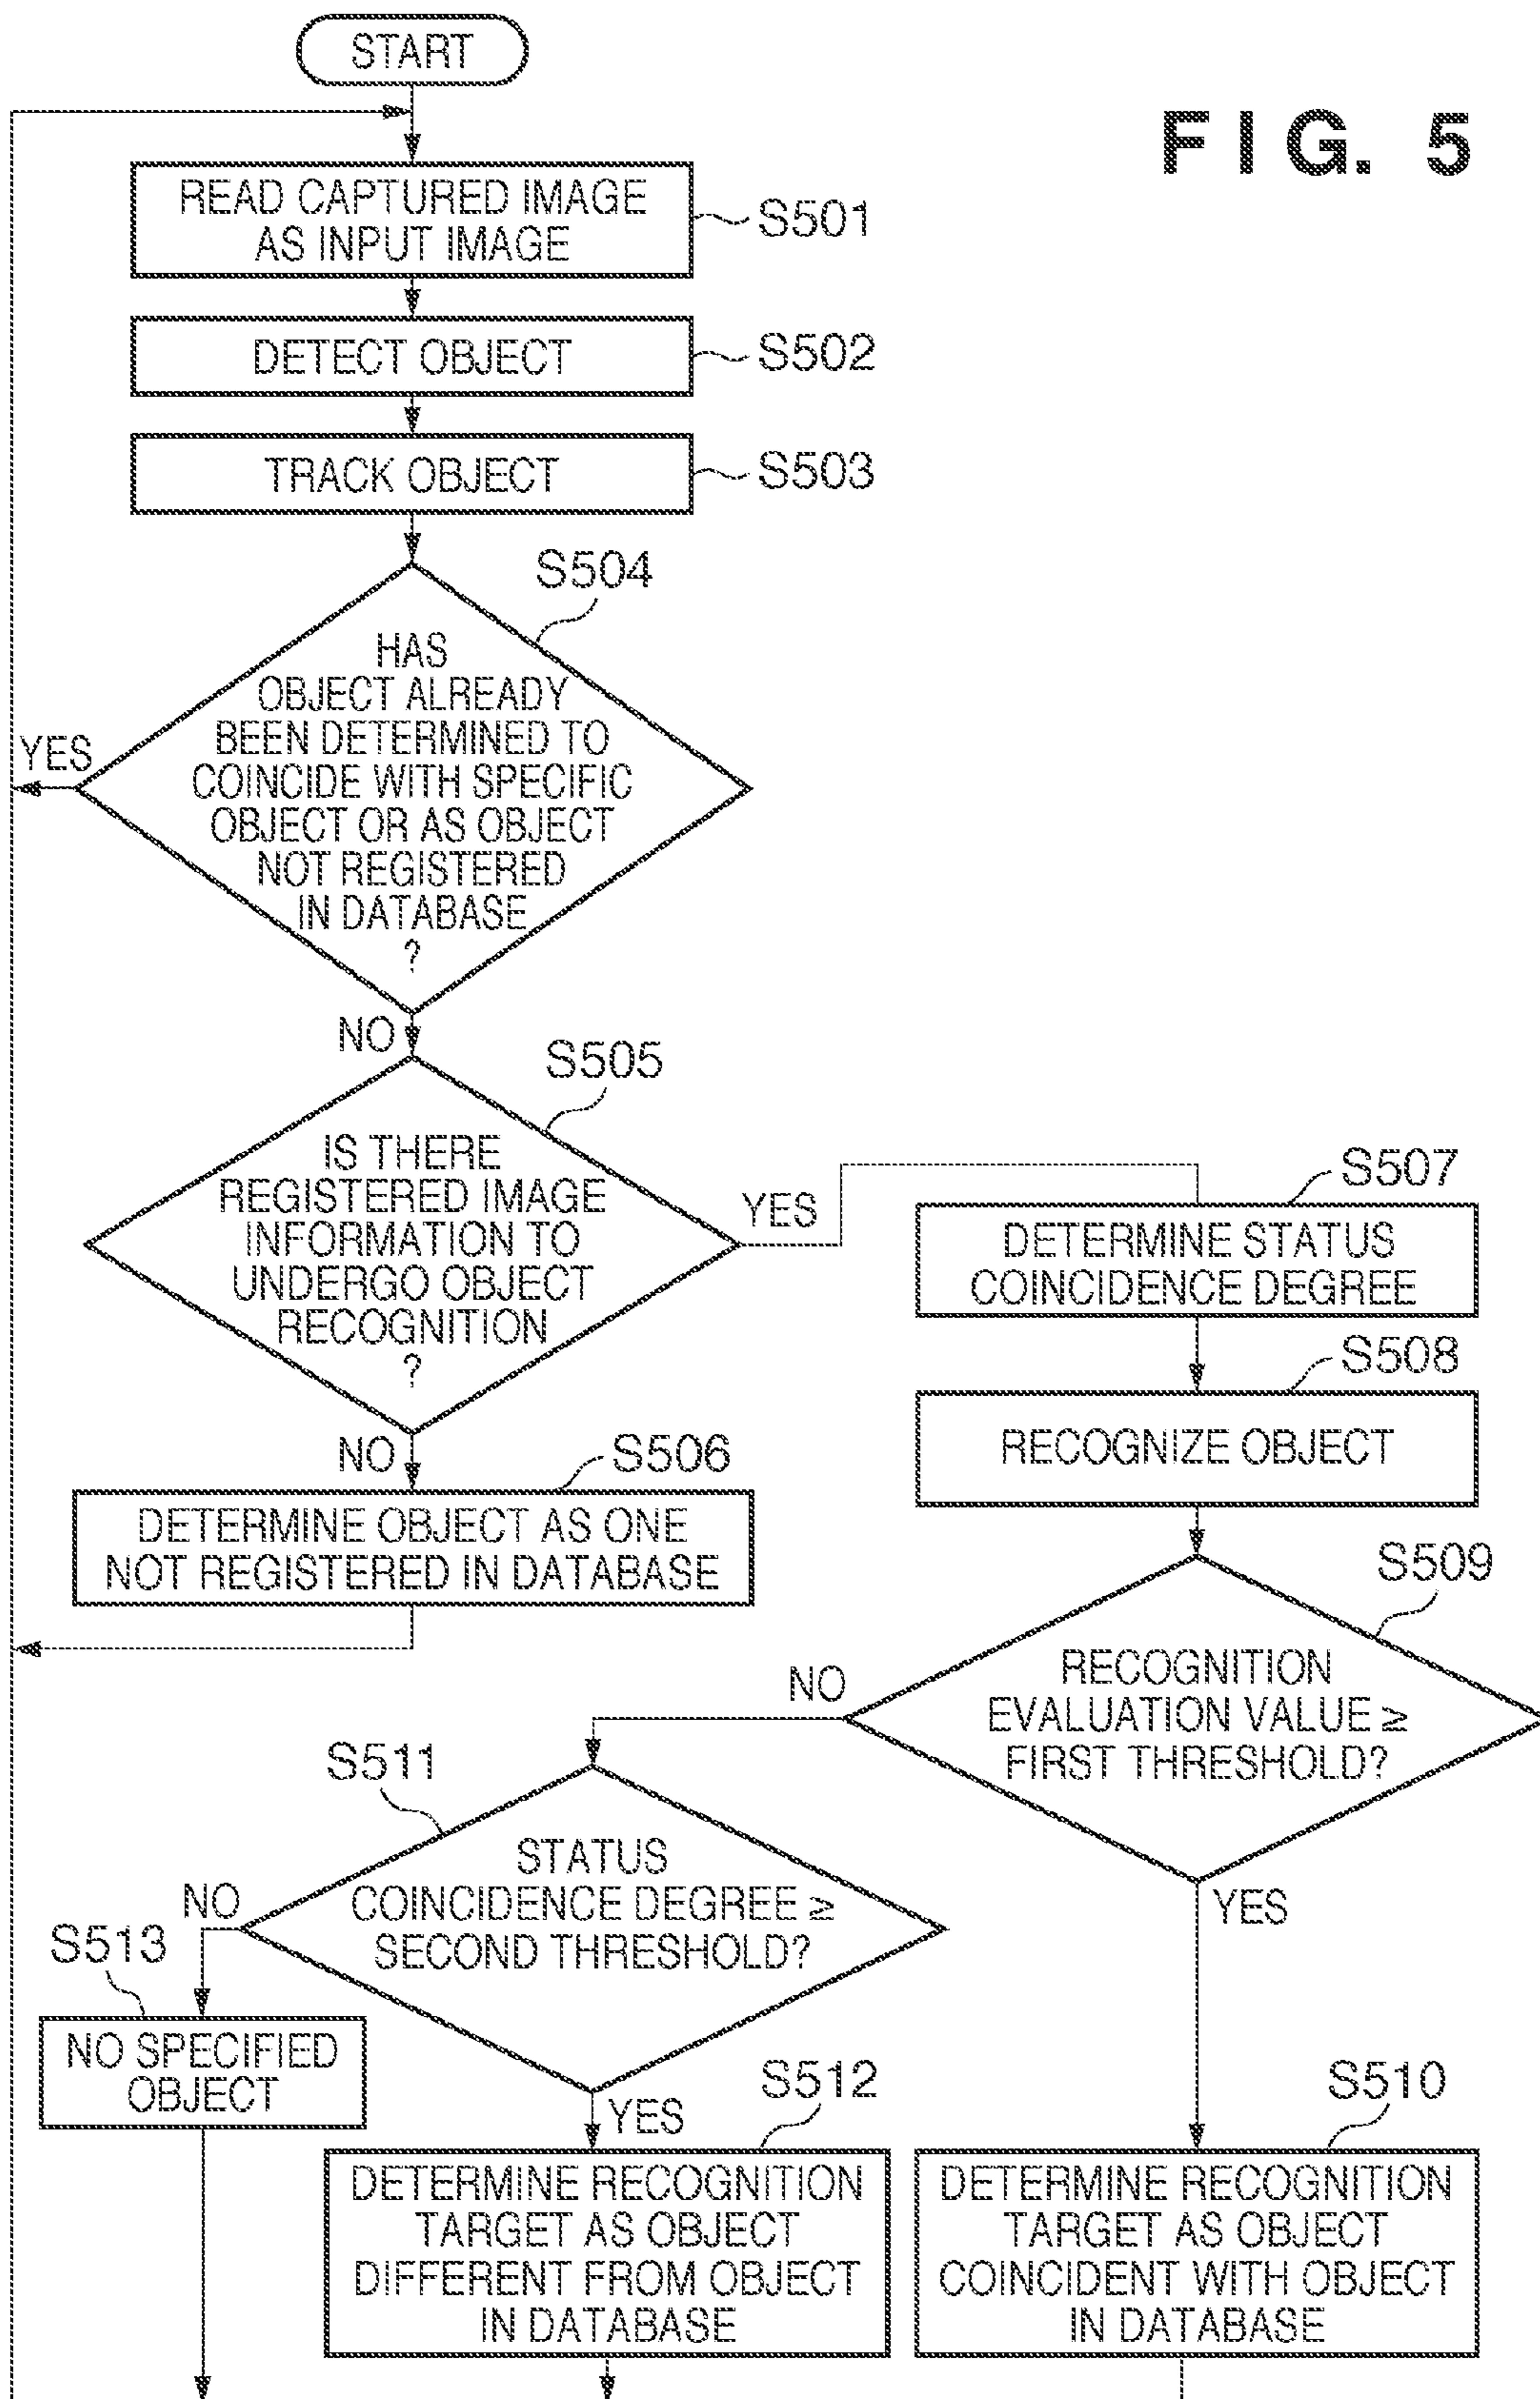 START
FIG. 5
READ CAPTURED IMAGE
AS INPUT IMAGE
S501
DETECT OBJECT
S502
TRACK OBJECT
S503
S504
HAS
OBJECT ALREADY
BEEN DETERMINED TO
COINCIDE WITH SPECIFIC
OBJECT OR AS OBJECT
NOT REGISTERED
IN DATABASE
?
YES
NO
S505
IS THERE
REGISTERED IMAGE
INFORMATION TO
UNDERGO OBJECT
RECOGNITION
?
YES
NO
S506
DETERMINE OBJECT AS ONE
NOT REGISTERED IN DATABASE
S507
DETERMINE STATUS
COINCIDENCE DEGREE
S508
RECOGNIZE OBJECT
S509
RECOGNITION
EVALUATION VALUE ≥
FIRST THRESHOLD?
NO
YES
S511
STATUS
COINCIDENCE DEGREE ≥
SECOND THRESHOLD?
NO
YES
S513
NO SPECIFIED
OBJECT
S512
DETERMINE RECOGNITION
TARGET AS OBJECT
DIFFERENT FROM OBJECT
IN DATABASE
S510
DETERMINE RECOGNITION
TARGET AS OBJECT
COINCIDENT WITH OBJECT
IN DATABASE